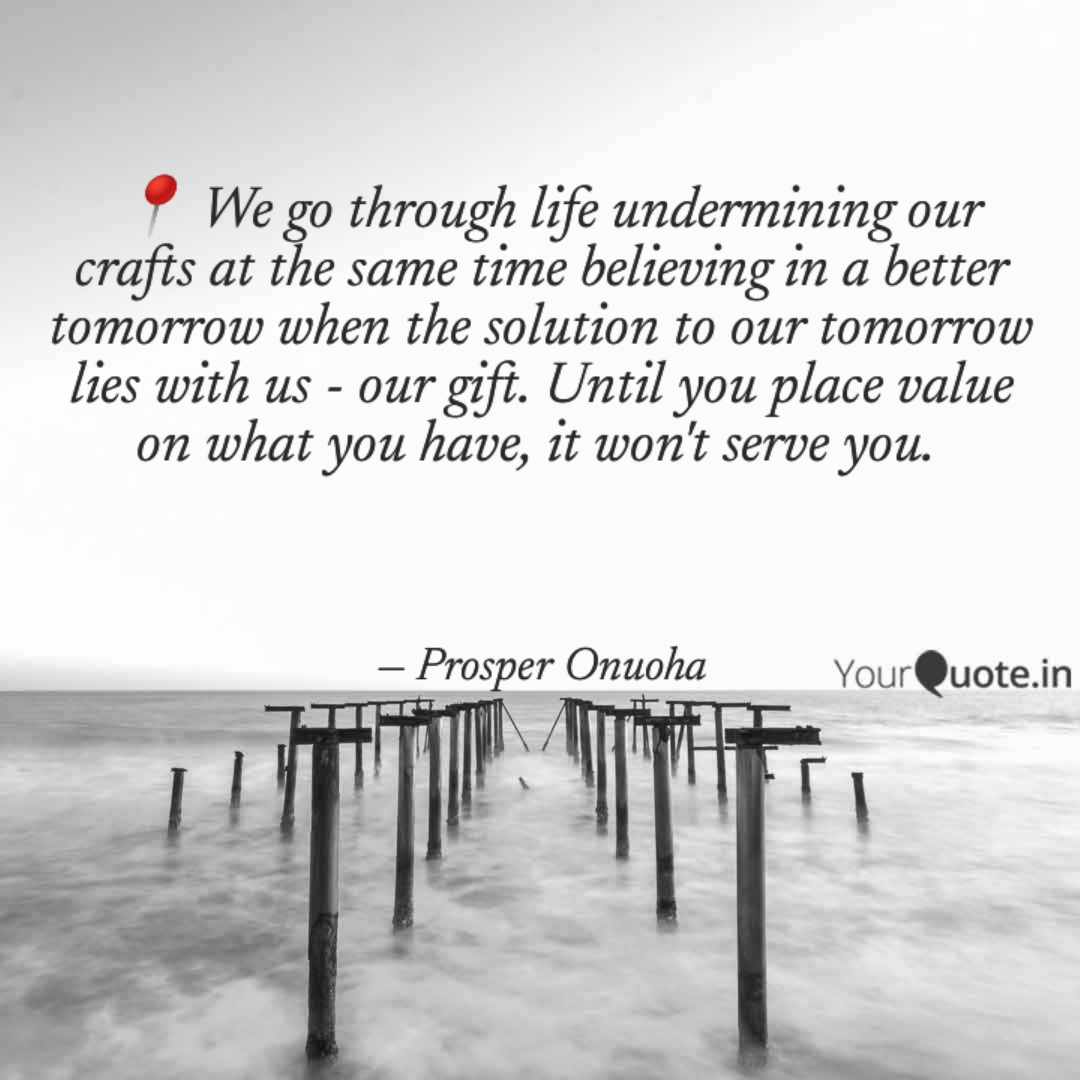 📍 We go through life undermining our
crafts at the same time believing in a better
tomorrow when the solution to our tomorrow
lies with us - our gift. Until you place value
on what you have, it won't serve you.
– Prosper Onuoha
YourQuote.in